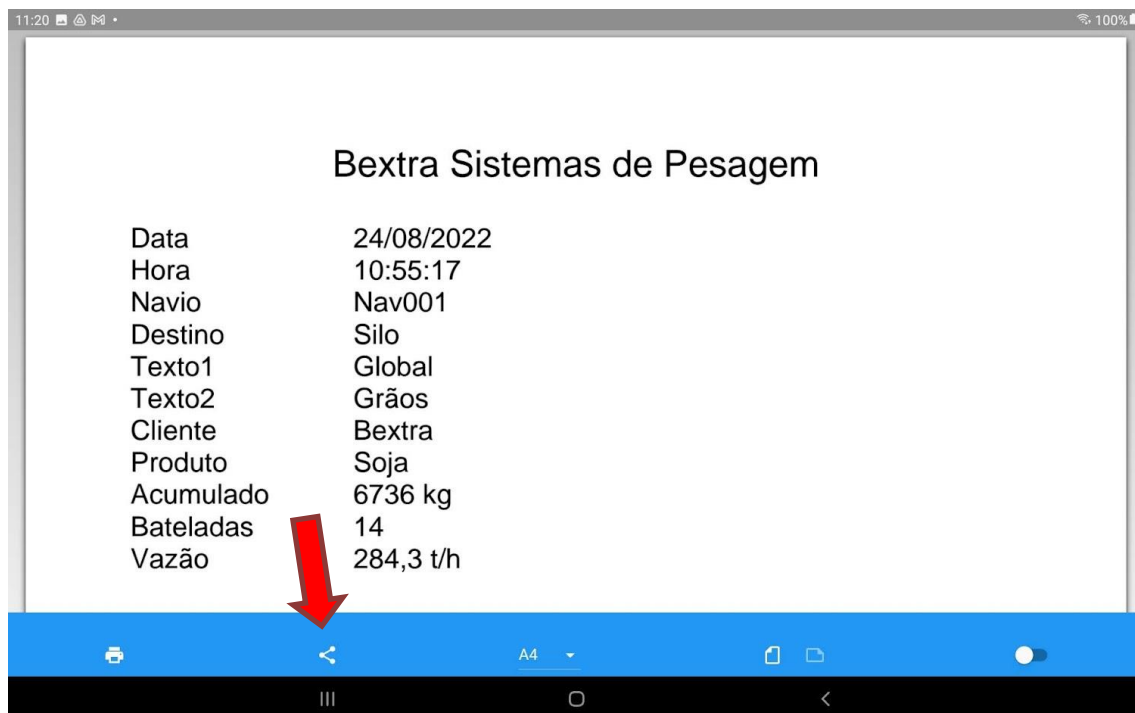 11:20 100%
Bextra Sistemas de Pesagem
Data 24/08/2022
Hora 10:55:17
Navio Nav001
Destino Silo
Texto1 Global
Texto2 Grãos
Cliente Bextra
Produto Soja
Acumulado 6736 kg
Bateladas 14
Vazão 284,3 t/h
A4